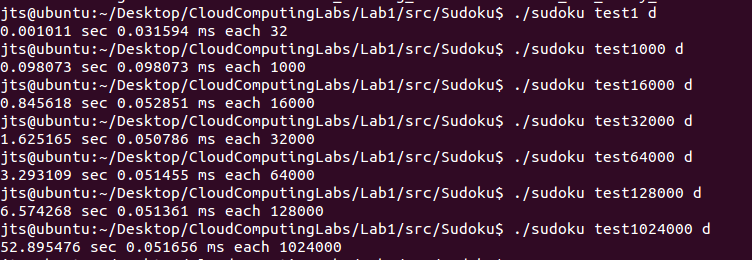 jts@ubuntu:~/Desktop/CloudComputingLabs/Lab1/src/Sudoku$ ./sudoku test1 d
0.001011 sec 0.031594 ms each 32
jts@ubuntu:~/Desktop/CloudComputingLabs/Lab1/src/Sudoku$ ./sudoku test1000 d
0.098073 sec 0.098073 ms each 1000
jts@ubuntu:~/Desktop/CloudComputingLabs/Lab1/src/Sudoku$ ./sudoku test16000 d
0.845618 sec 0.052851 ms each 16000
jts@ubuntu:~/Desktop/CloudComputingLabs/Lab1/src/Sudoku$ ./sudoku test32000 d
1.625165 sec 0.050786 ms each 32000
jts@ubuntu:~/Desktop/CloudComputingLabs/Lab1/src/Sudoku$ ./sudoku test64000 d
3.293109 sec 0.051455 ms each 64000
jts@ubuntu:~/Desktop/CloudComputingLabs/Lab1/src/Sudoku$ ./sudoku test128000 d
6.574268 sec 0.051361 ms each 128000
jts@ubuntu:~/Desktop/CloudComputingLabs/Lab1/src/Sudoku$ ./sudoku test1024000 d
52.895476 sec 0.051656 ms each 1024000